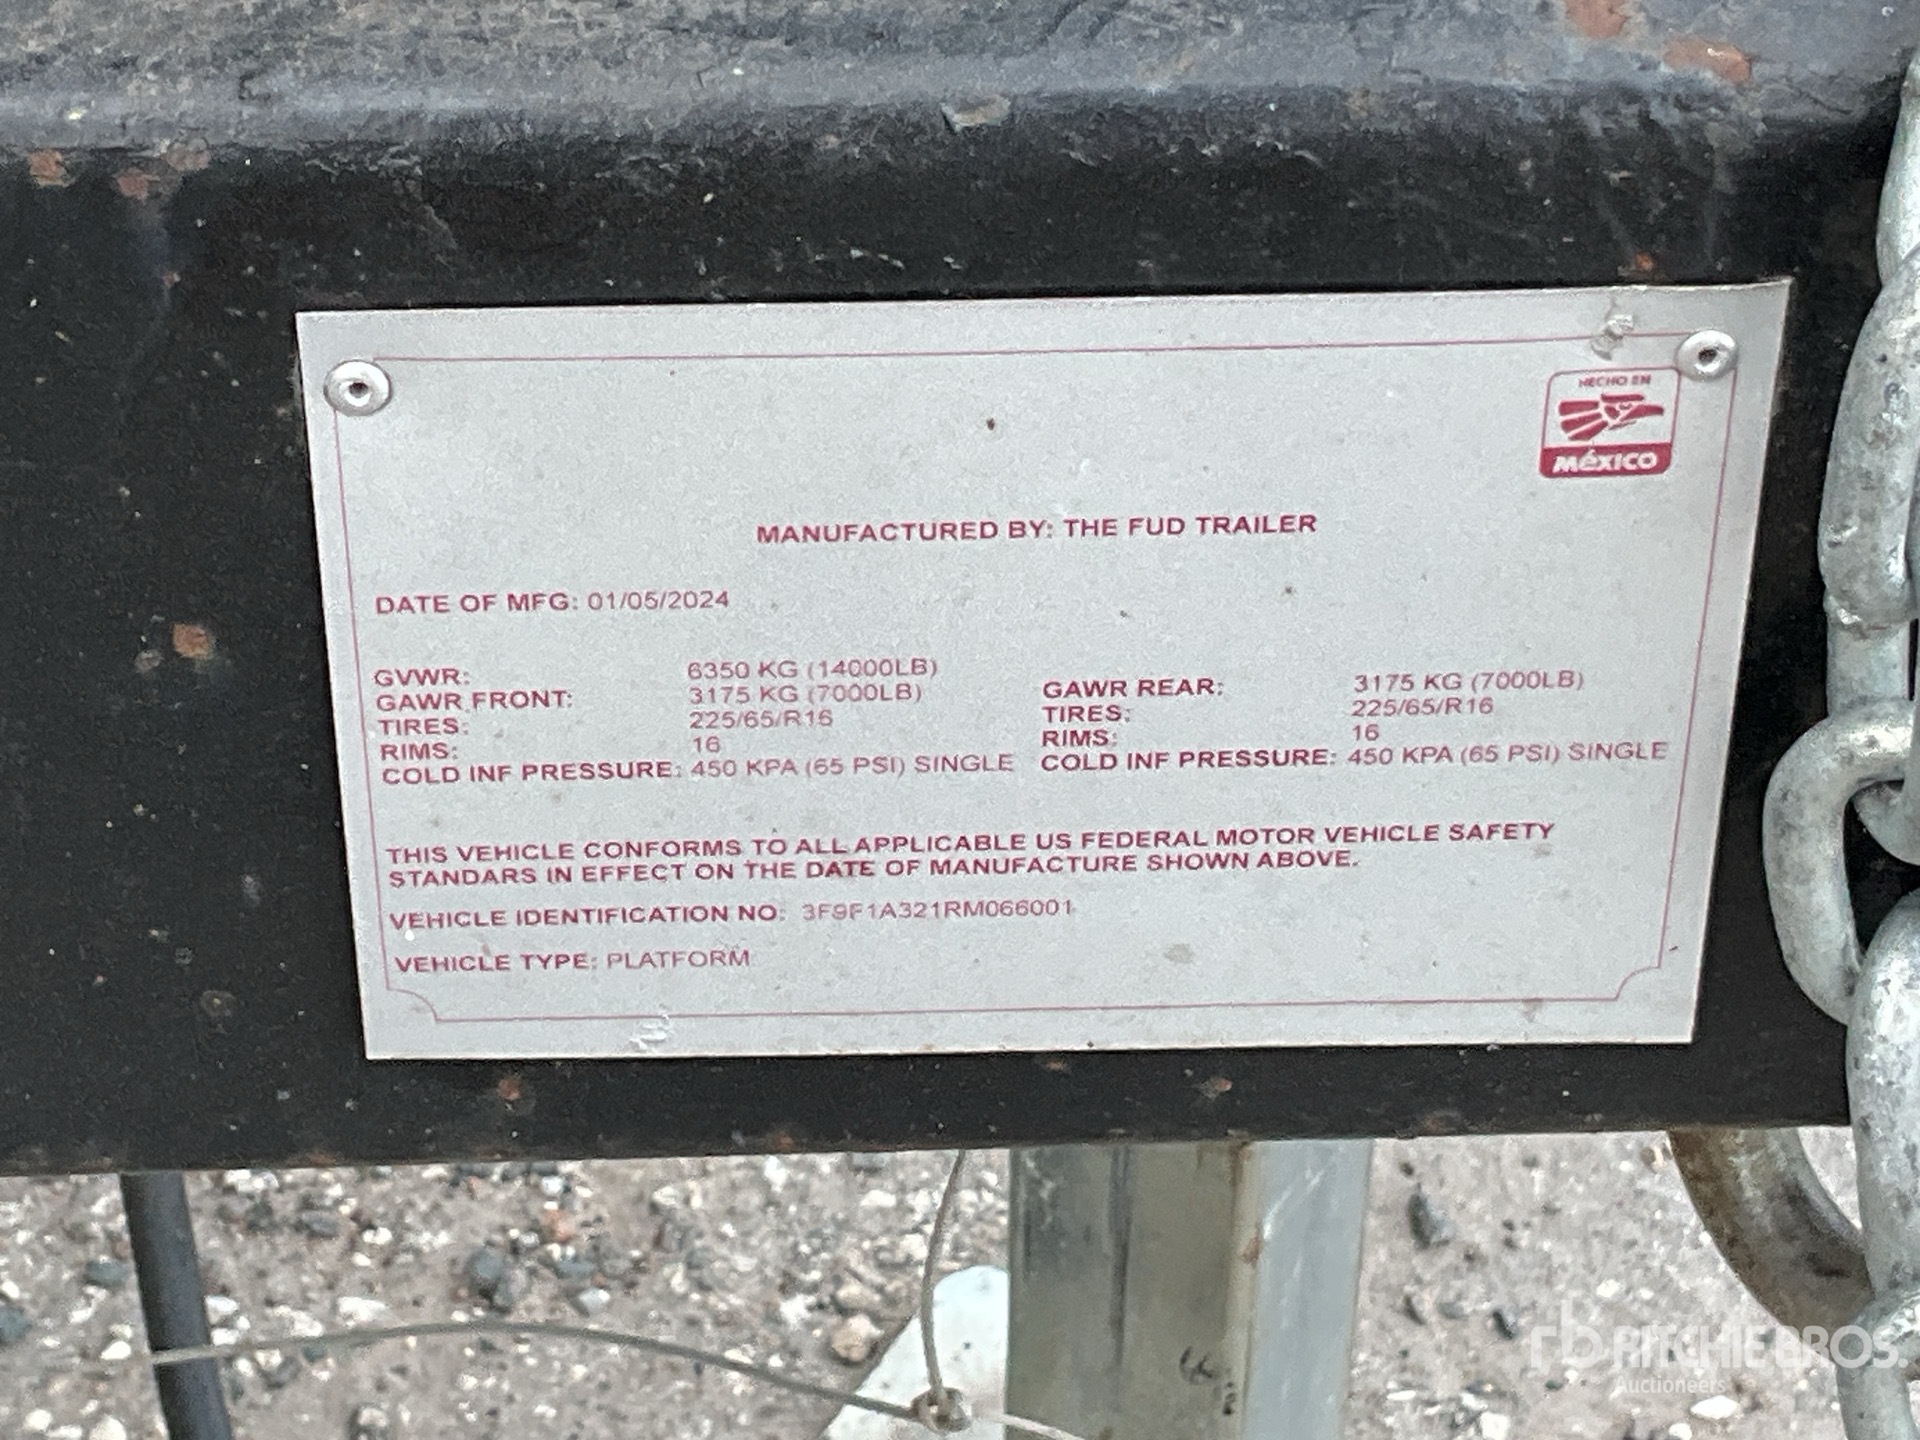 HECHO EN
MÉXICO
MANUFACTURED BY: THE FUD TRAILER
DATE OF MFG: 01/05/2024
GVWR: 6350 KG (14000LB)
GAWR FRONT: 3175 KG (7000LB)
TIRES: 225/65/R16
RIMS: 16
COLD INF PRESSURE: 450 KPA (65 PSI) SINGLE
GAWR REAR: 3175 KG (7000LB)
TIRES: 225/65/R16
RIMS: 16
COLD INF PRESSURE: 450 KPA (65 PSI) SINGLE
THIS VEHICLE CONFORMS TO ALL APPLICABLE US FEDERAL MOTOR VEHICLE SAFETY
STANDARS IN EFFECT ON THE DATE OF MANUFACTURE SHOWN ABOVE.
VEHICLE IDENTIFICATION NO: 3F9F1A321RM066001
VEHICLE TYPE: PLATFORM
rb RITCHIE BROS.
Auctioneers